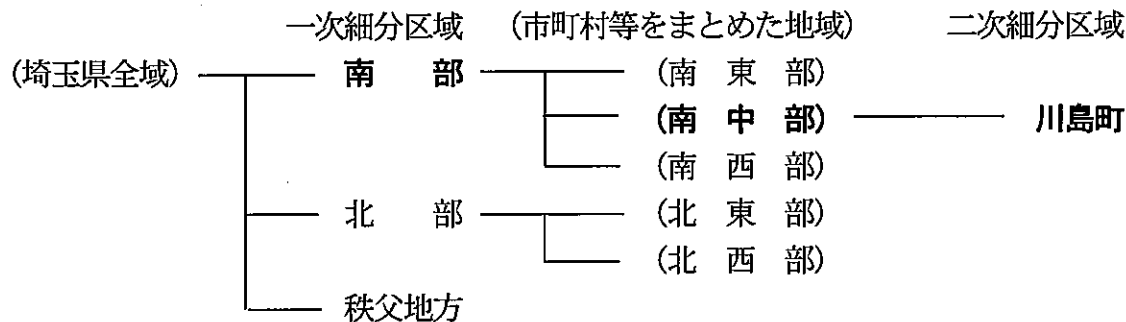 一次細分区域　(市町村等をまとめた地域)　二次細分区域
(埼玉県全域)　南部　(南東部)
(南中部)　川島町
(南西部)
北部　(北東部)
(北西部)
秩父地方